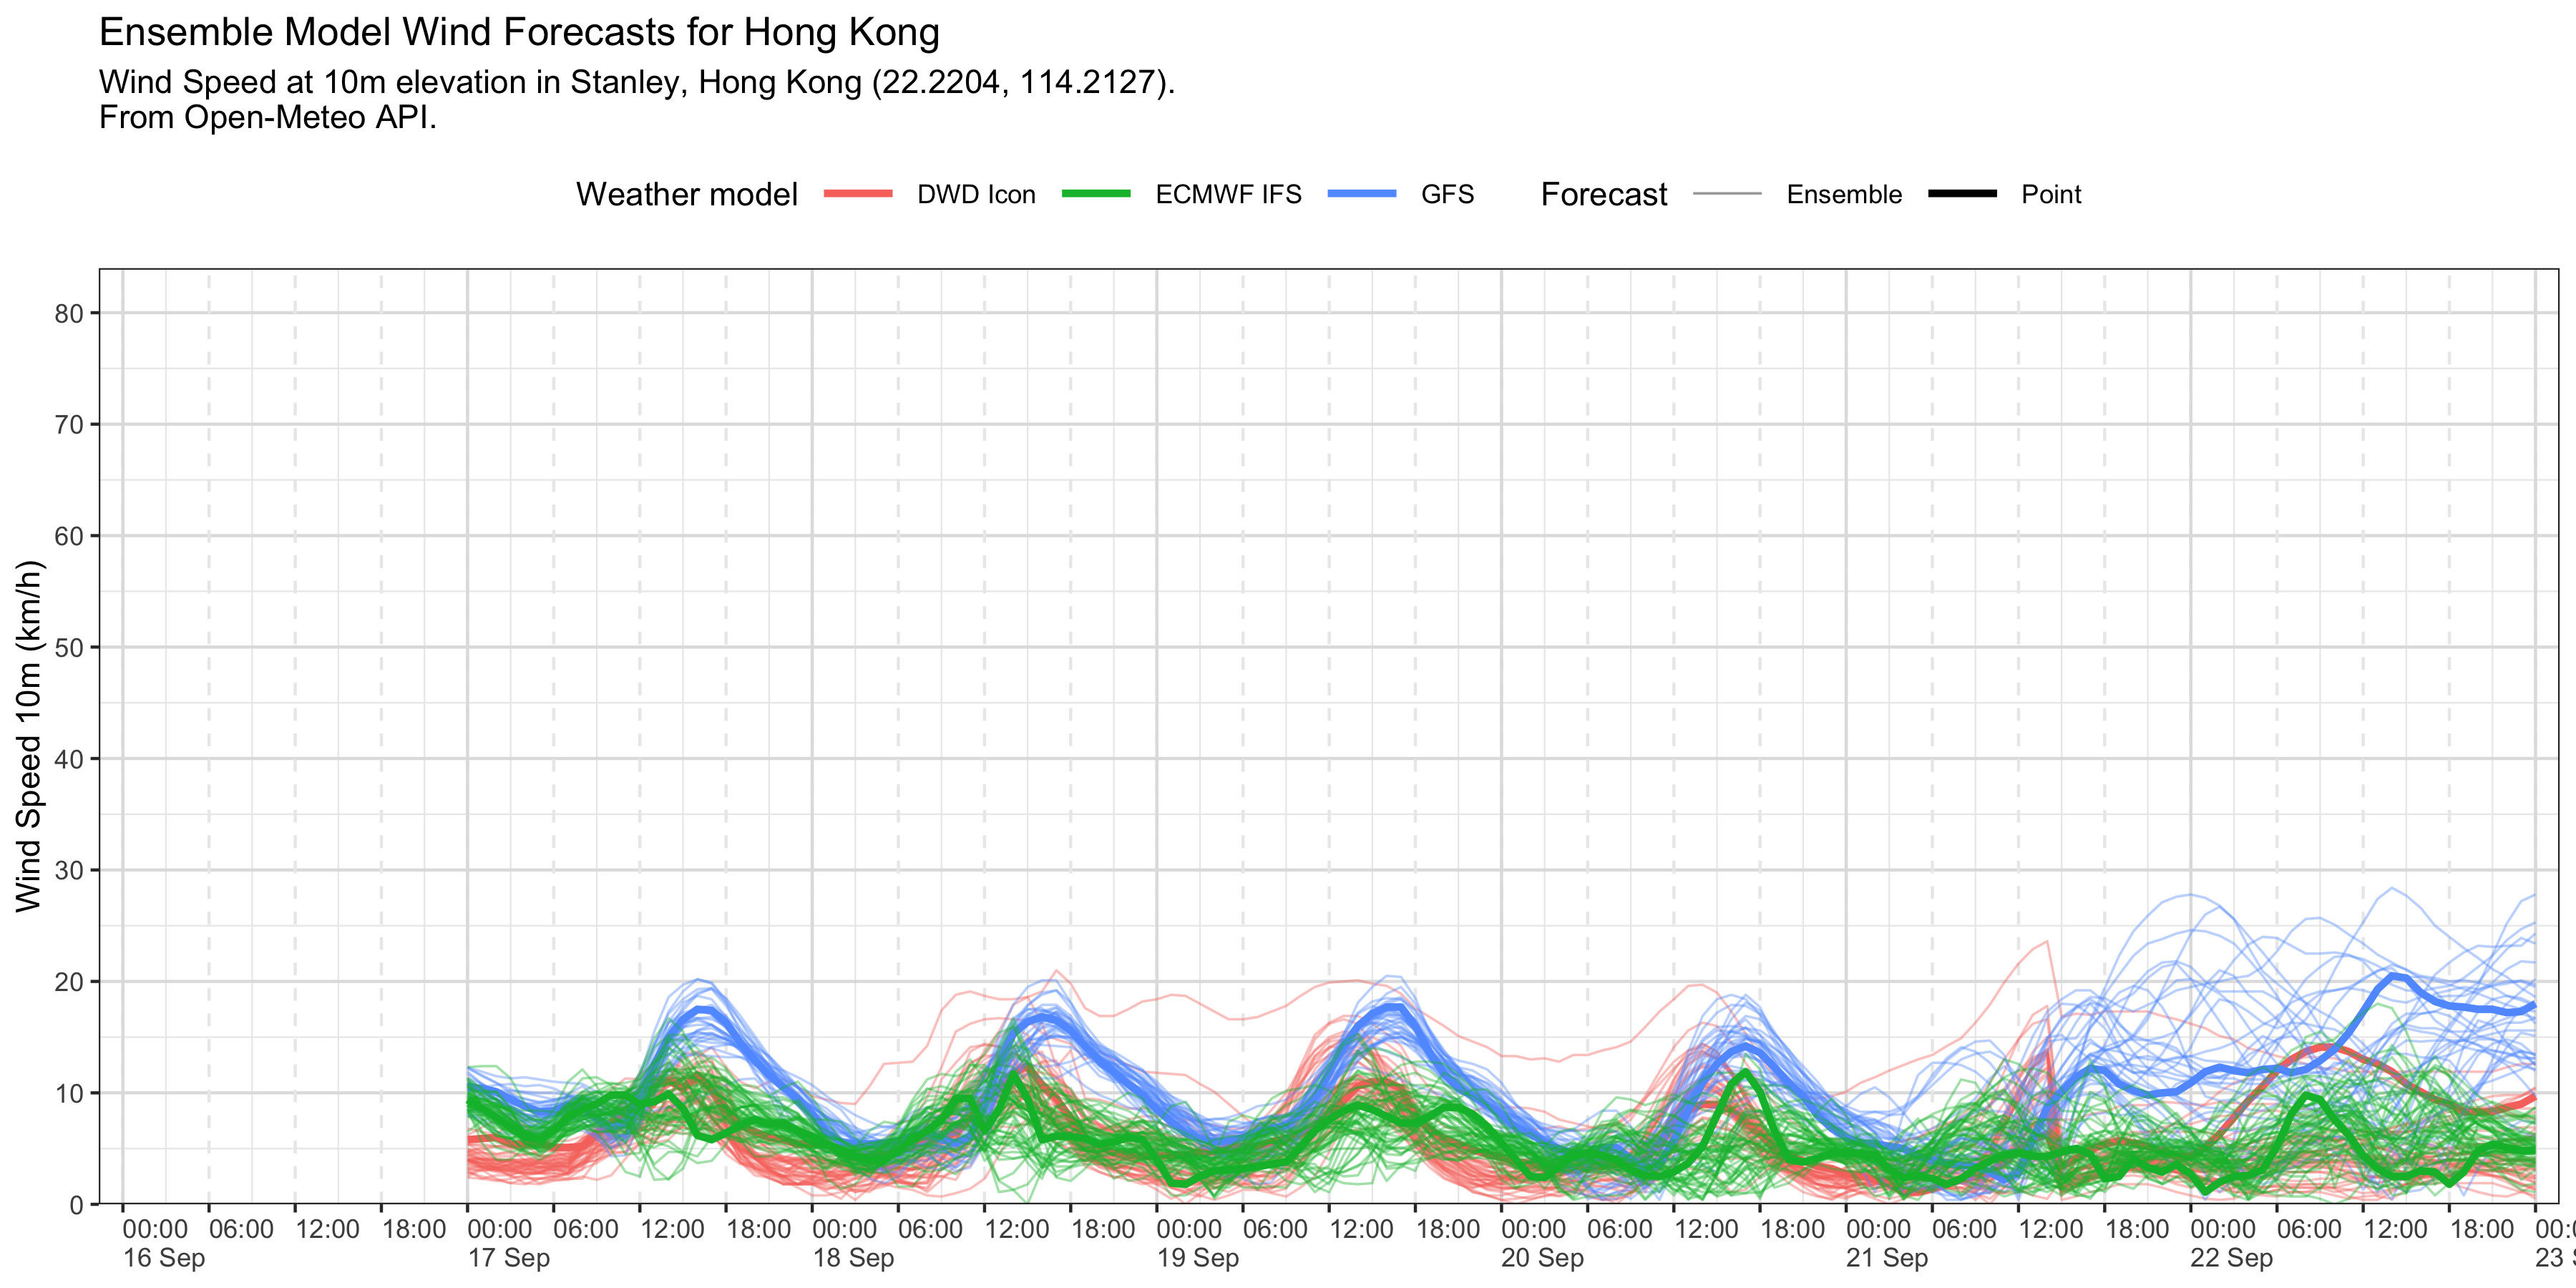 Ensemble Model Wind Forecasts for Hong Kong
Wind Speed at 10m elevation in Stanley, Hong Kong (22.2204, 114.2127).
From Open-Meteo API.
Weather model DWD Icon ECMWF IFS GFS Forecast Ensemble Point
Wind Speed 10m (km/h)
80
70
60
50
40
30
20
10
0
00:00 06:00 12:00 18:00 00:00 06:00 12:00 18:00 00:00 06:00 12:00 18:00 00:00 06:00 12:00 18:00 00:00 06:00 12:00 18:00 00:00 06:00 12:00 18:00 00:00 06:00 12:00 18:00 00:
16 Sep 17 Sep 18 Sep 19 Sep 20 Sep 21 Sep 22 Sep 23